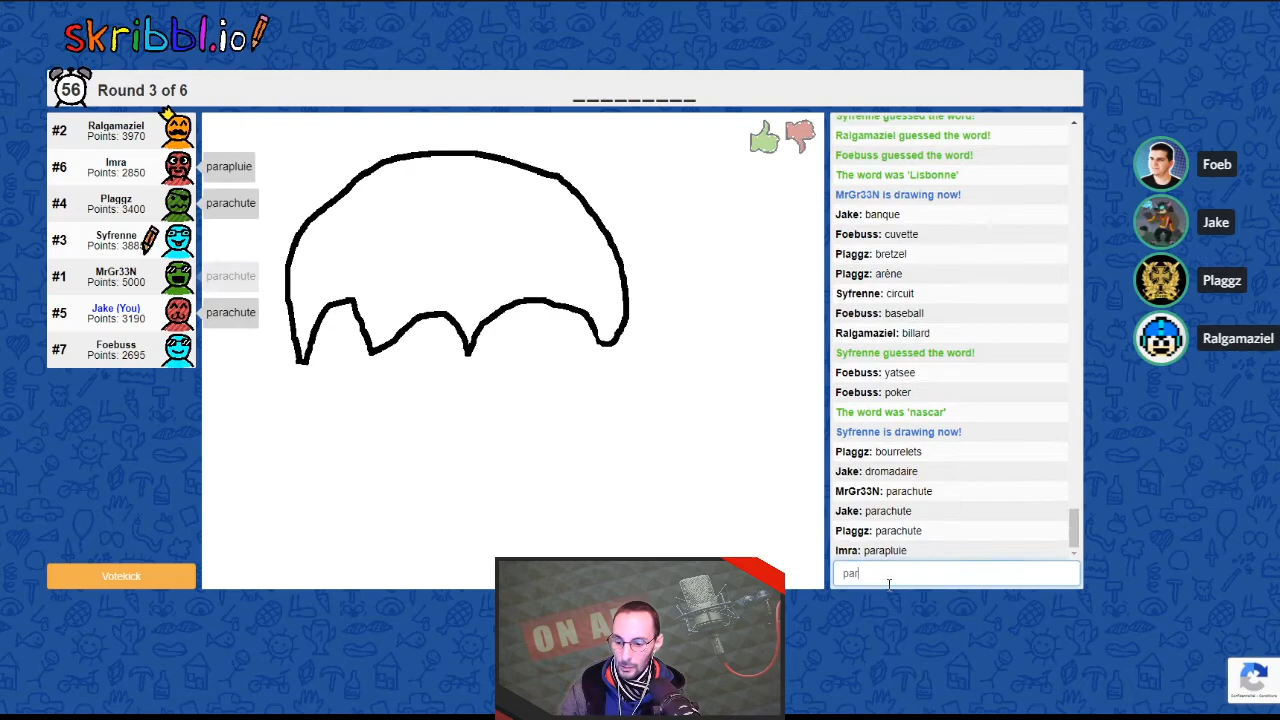 skribbl.io
56
Round 3 of 6
_________
#2 Ralgamaziel
Points: 3970
#6 Imra
Points: 2850
parapluie
#4 Plaggz
Points: 3400
parachute
#3 Syfrenne
Points: 388
#1 MrGr33N
Points: 5000
parachute
#5 Jake (You)
Points: 3190
parachute
#7 Foebuss
Points: 2695
Votekick
Syfrenne guessed the word!
Ralgamaziel guessed the word!
Foebuss guessed the word!
The word was 'Lisbonne'
MrGr33N is drawing now!
Jake: banque
Foebuss: cuvette
Plaggz: bretzel
Plaggz: arène
Syfrenne: circuit
Foebuss: baseball
Ralgamaziel: billard
Syfrenne guessed the word!
Foebuss: yatsee
Foebuss: poker
The word was 'nascar'
Syfrenne is drawing now!
Plaggz: bourrelets
Jake: dromadaire
MrGr33N: parachute
Jake: parachute
Plaggz: parachute
Imra: parapluie
par
Foeb
Jake
Plaggz
Ralgamaziel
ON A